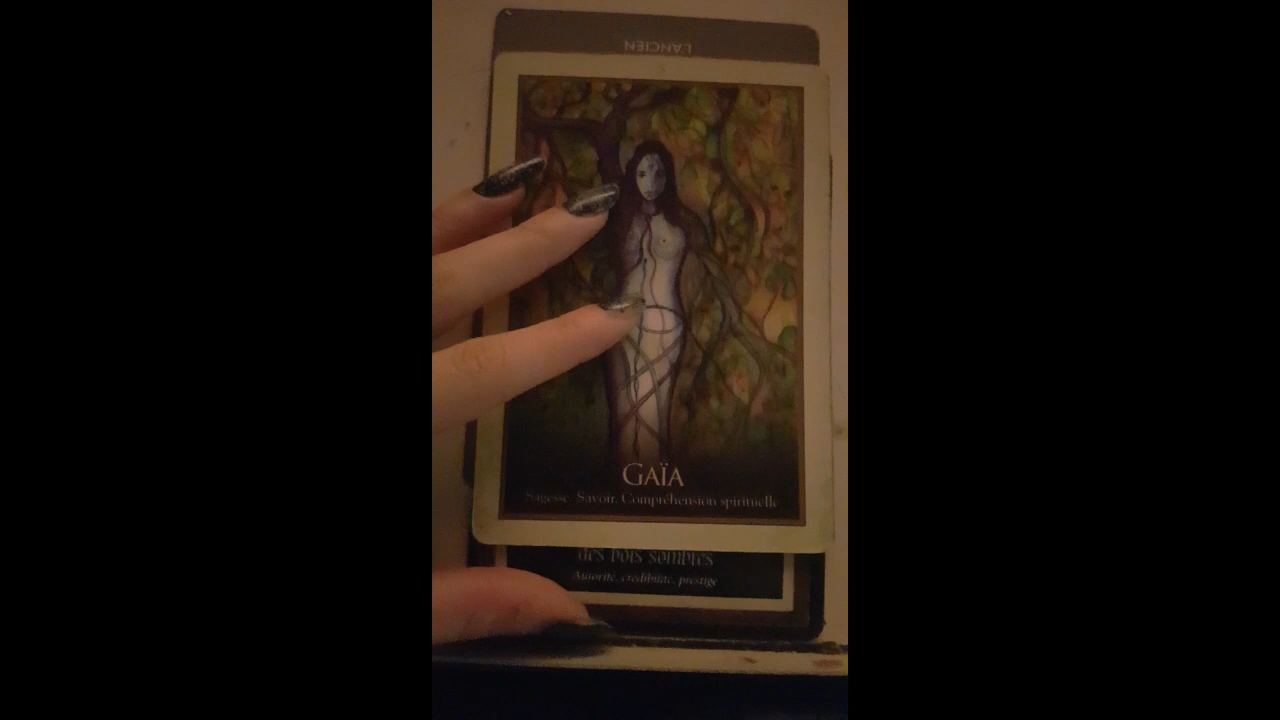 L'ANCIEN
GAÏA
Sagesse. Savoir. Compréhension spirituelle
des bois sombres
Autorité, crédibilité, prestige